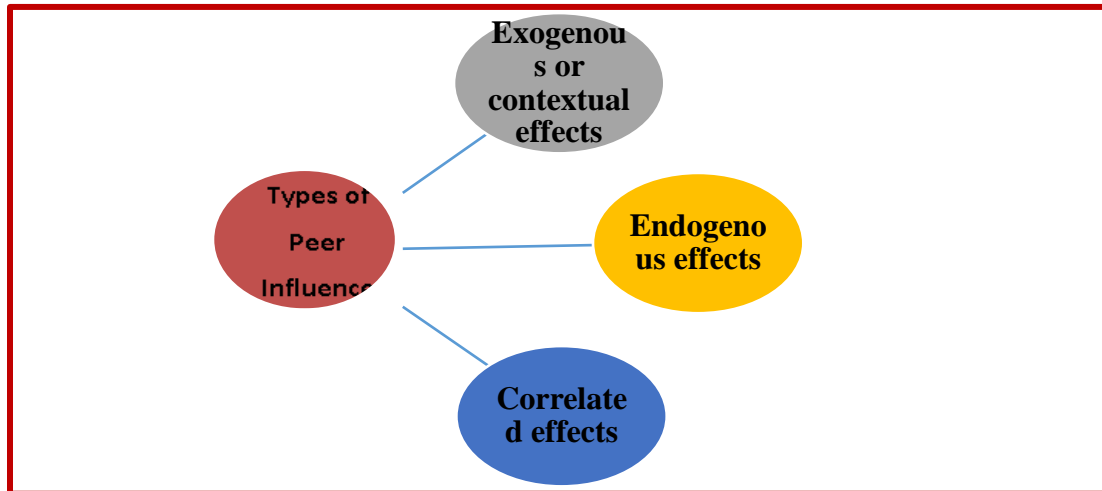 Exogenou
s or
contextual
effects
Types of
Peer
Influence
Endogeno
us effects
Correlate
d effects